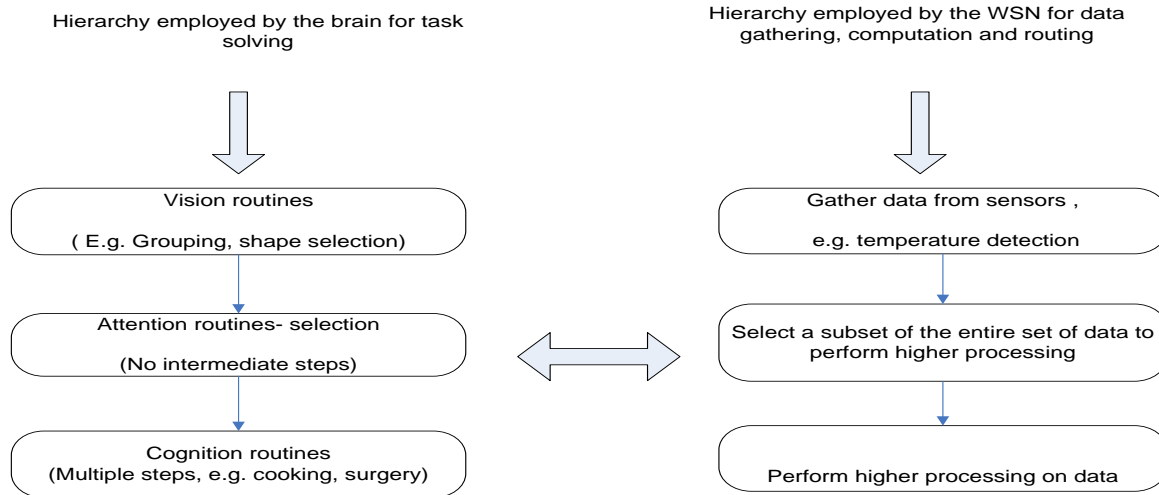 Hierarchy employed by the brain for task
solving
Vision routines
( E.g. Grouping, shape selection)
Attention routines- selection
(No intermediate steps)
Cognition routines
(Multiple steps, e.g. cooking, surgery)
Hierarchy employed by the WSN for data
gathering, computation and routing
Gather data from sensors ,
e.g. temperature detection
Select a subset of the entire set of data to
perform higher processing
Perform higher processing on data